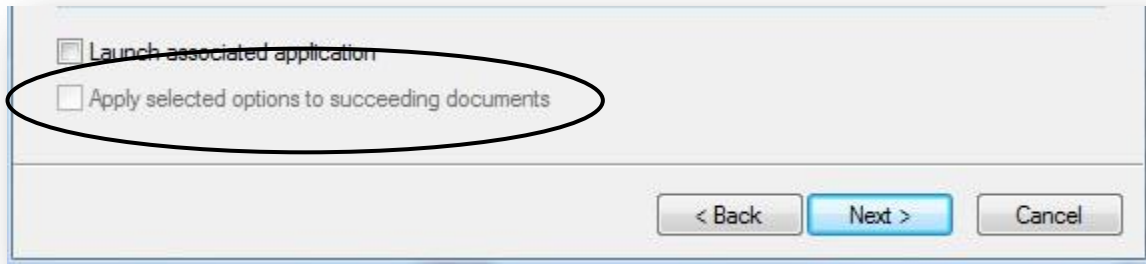 Launch associated application
Apply selected options to succeeding documents
< Back Next > Cancel